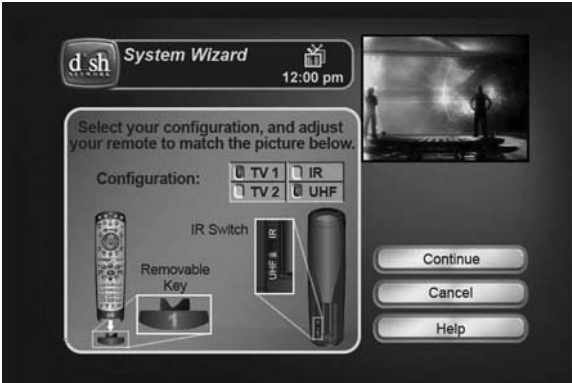 dish
NETWORK
System Wizard
12:00 pm
Select your configuration, and adjust
your remote to match the picture below.
Configuration:
TV 1
IR
TV 2
UHF
IR Switch
UHF
IR
Removable
Key
1
Continue
Cancel
Help